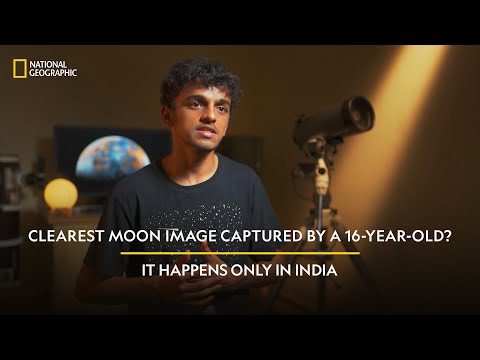 NATIONAL
GEOGRAPHIC
CLEAREST MOON IMAGE CAPTURED BY A 16-YEAR-OLD?
IT HAPPENS ONLY IN INDIA